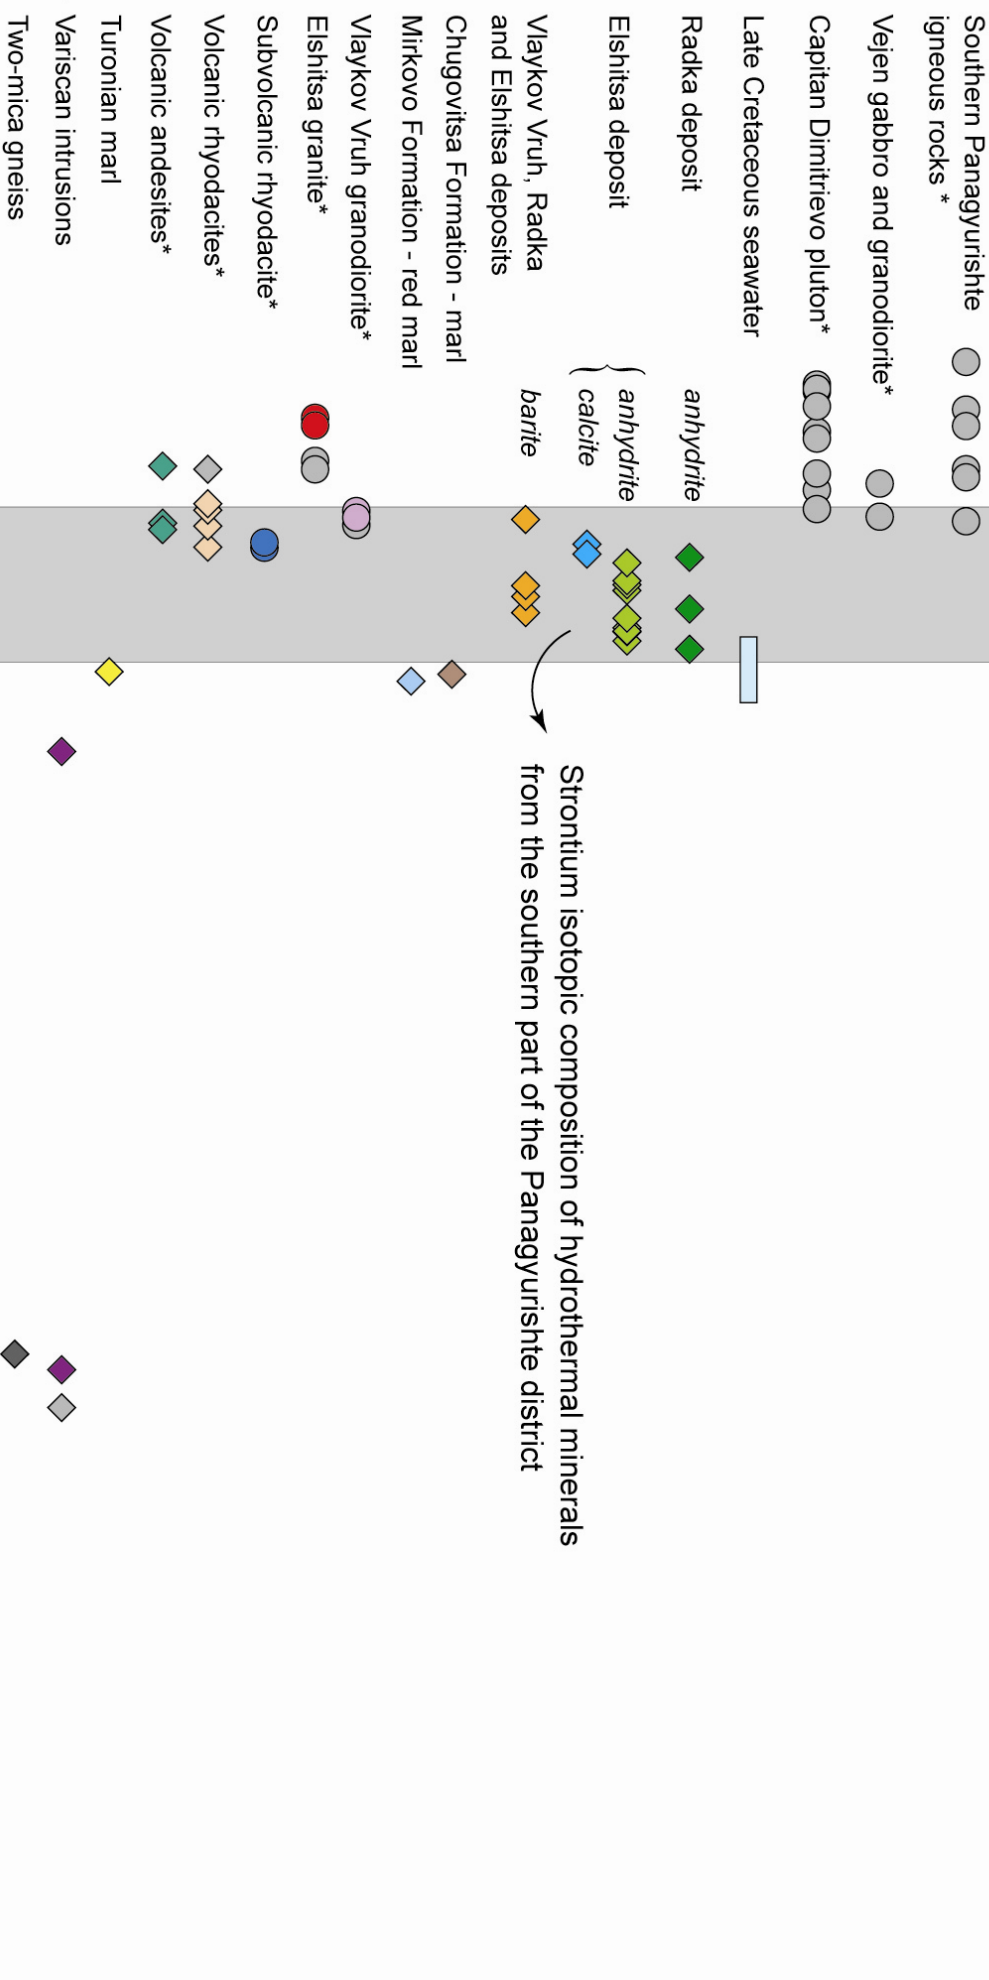 Southern Panagyurishte
igneous rocks *
Vejen gabbro and granodiorite*
Capitan Dimitrievo pluton*
Late Cretaceous seawater
Radka deposit
anhydrite
Elshitsa deposit
anhydrite
calcite
Vlaykov Vruh, Radka
and Elshitsa deposits
barite
Strontium isotopic composition of hydrothermal minerals
from the southern part of the Panagyurishte district
Chugovitsa Formation - marl
Mirkovo Formation - red marl
Vlaykov Vruh granodiorite*
Elshitsa granite*
Subvolcanic rhyodacite*
Volcanic rhyodacites*
Volcanic andesites*
Turonian marl
Variscan intrusions
Two-mica gneiss